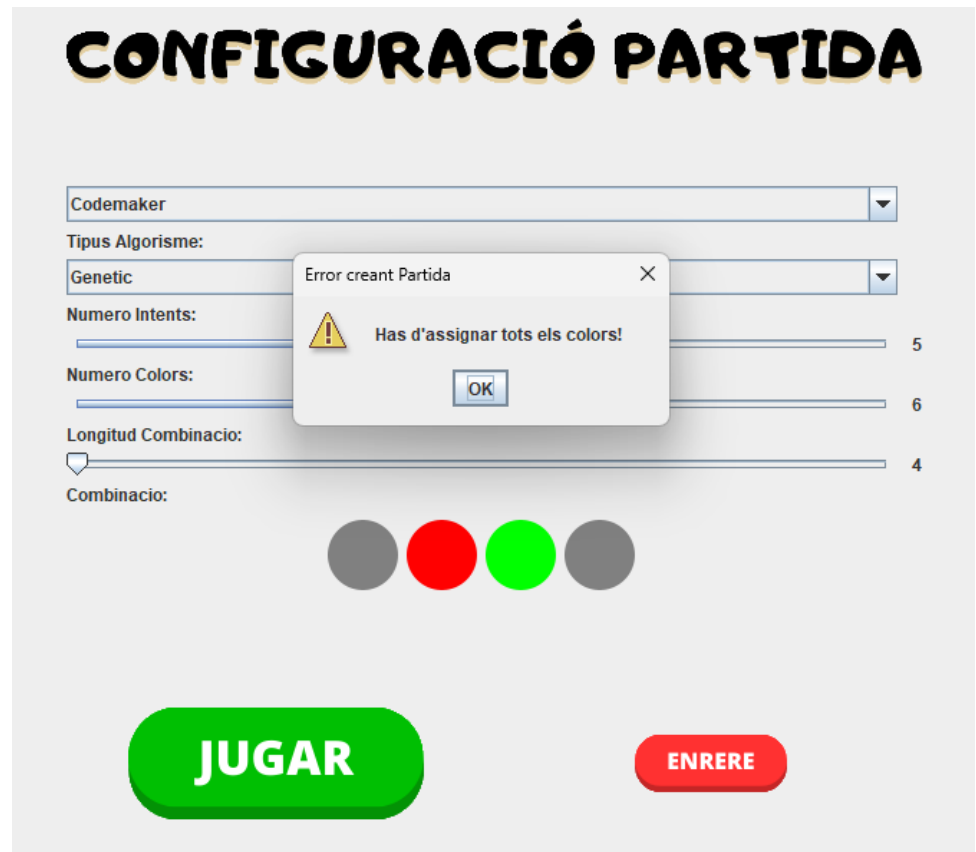 CONFIGURACIÓ PARTIDA
Codemaker
Tipus Algorisme:
Genetic
Error creant Partida
Has d'assignar tots els colors!
OK
Numero Intents:
5
Numero Colors:
6
Longitud Combinacio:
4
Combinacio:
JUGAR
ENRERE